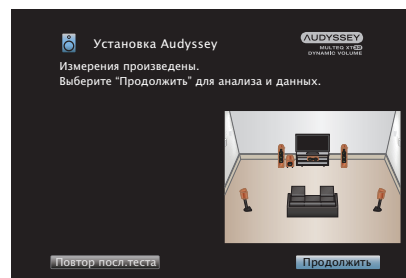 Установка Audyssey
AUDYSSEY
MULTEQ XT32
DYNAMIC VOLUME
Измерения произведены.
Выберите “Продолжить” для анализа и данных.
Повтор посл.теста
Продолжить